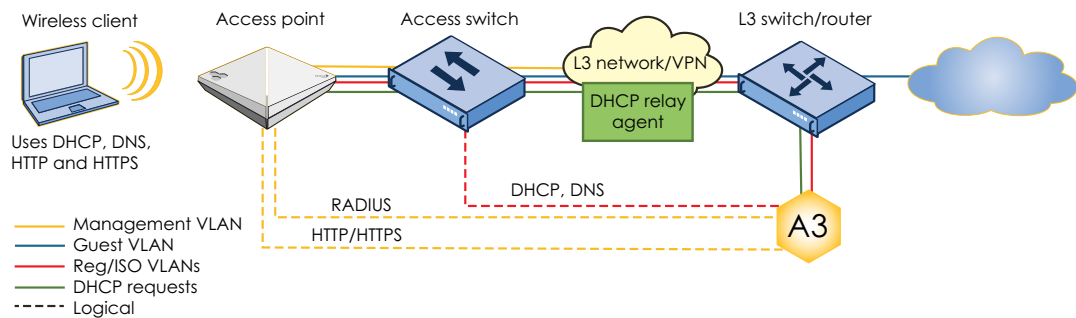 Wireless client
Access point
Access switch
L3 switch/router
L3 network/VPN
DHCP relay
agent
Uses DHCP, DNS,
HTTP and HTTPS
DHCP, DNS
RADIUS
HTTP/HTTPS
A3
Management VLAN
Guest VLAN
Reg/ISO VLANs
DHCP requests
Logical